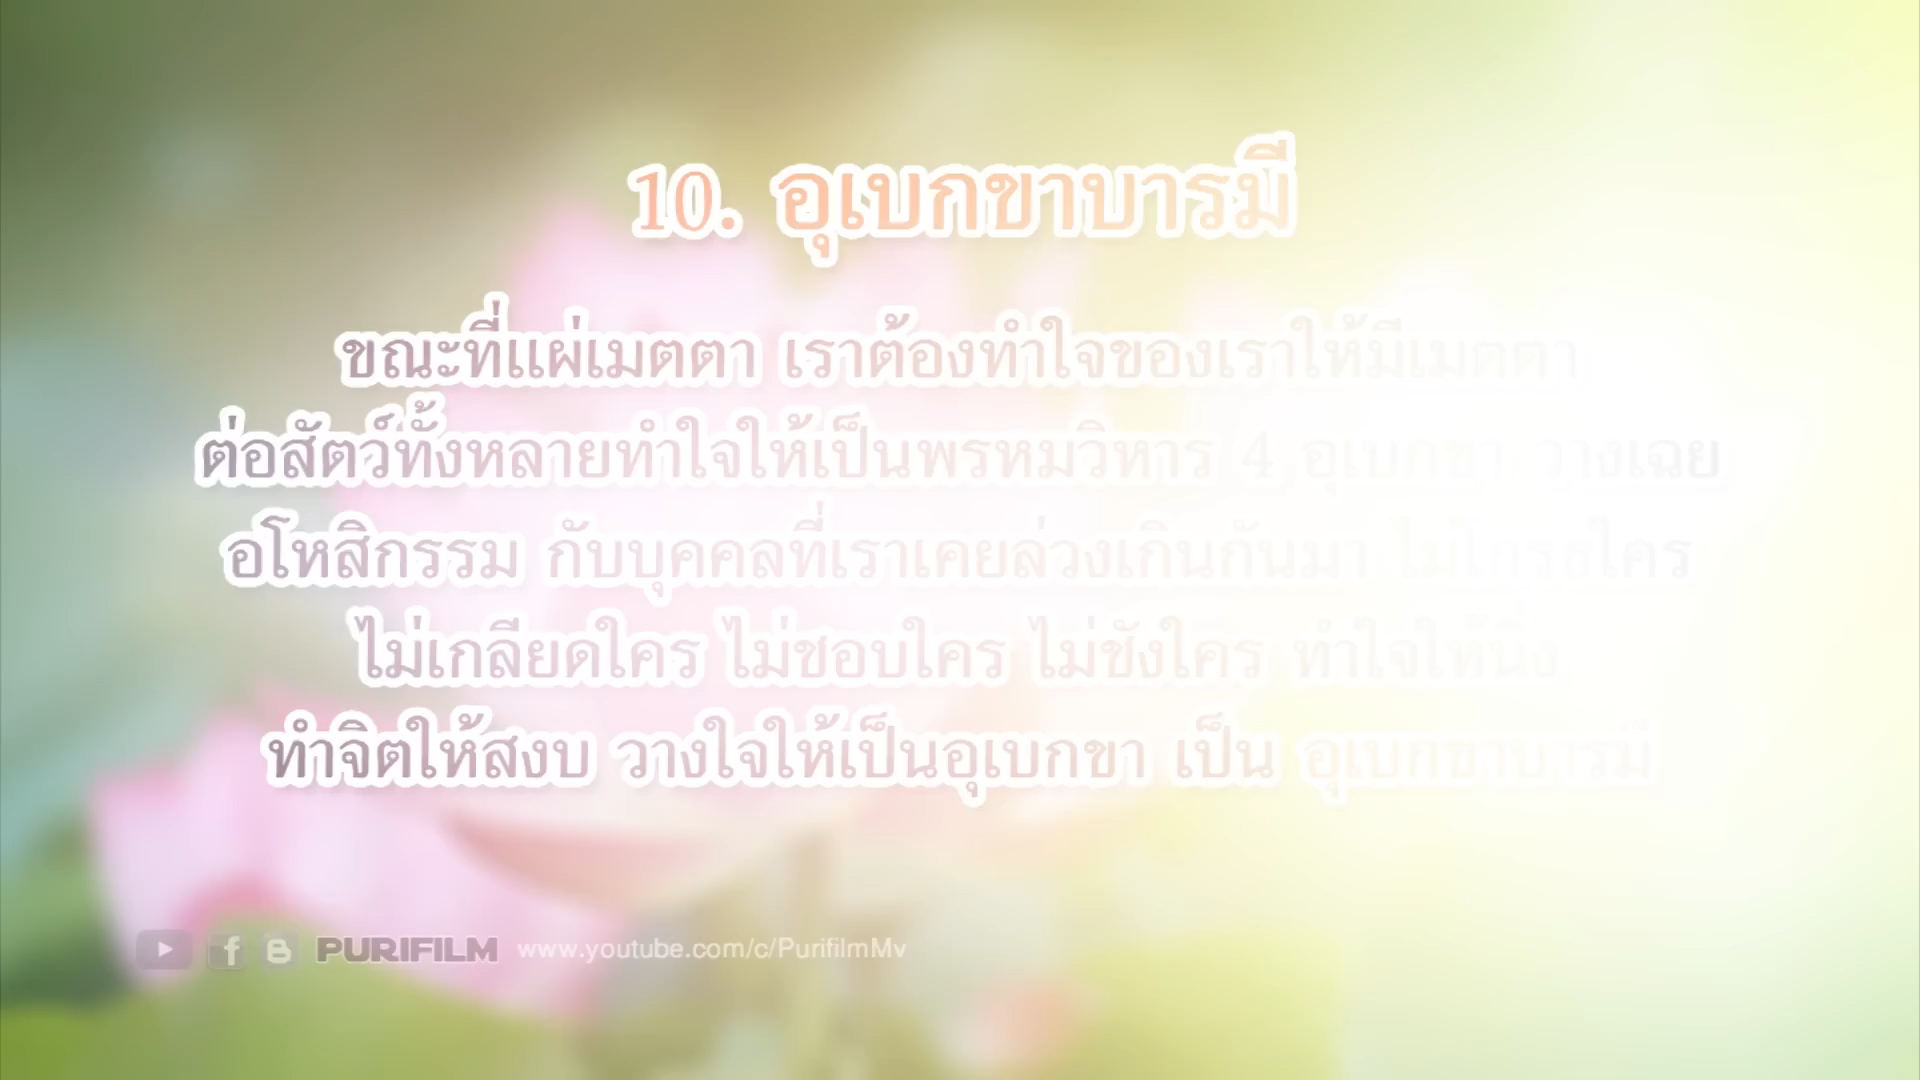 10. อุเบกขาบารมี
ขณะที่แผ่เมตตา เราต้องทำใจของเราให้มีเมตตา
ต่อสัตว์ทั้งหลายทำใจให้เป็นพรหมวิหาร 4 อุเบกขา วางเฉย
อโหสิกรรม กับบุคคลที่เราเคยล่วงเกินกันมา ไม่โกรธใคร
ไม่เกลียดใคร ไม่ชอบใคร ไม่ชังใคร ทำใจให้นิ่ง
ทำจิตให้สงบ วางใจให้เป็นอุเบกขา เป็น อุเบกขาบารมี
PURIFILM www.youtube.com/c/PurifilmMv